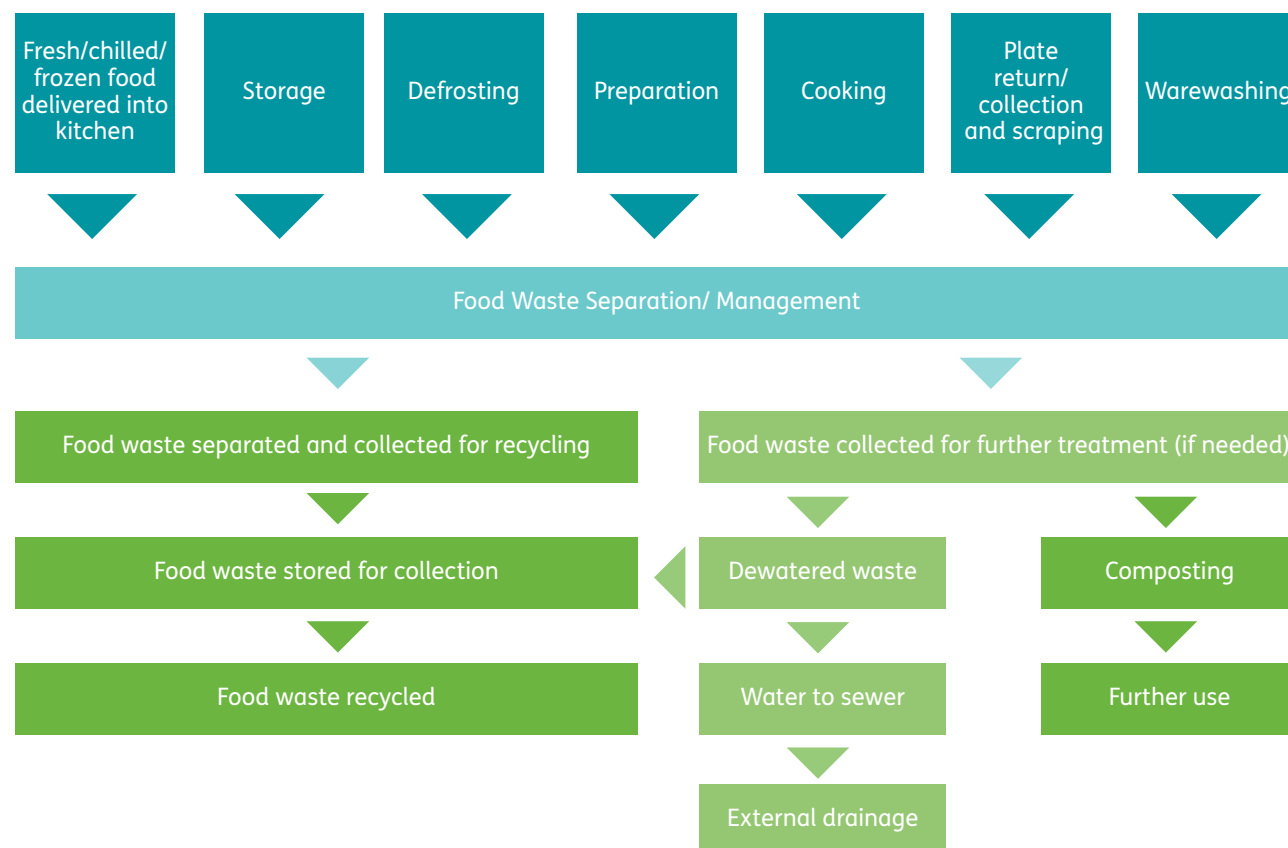 Fresh/chilled/
frozen food
delivered into
kitchen
Storage
Defrosting
Preparation
Cooking
Plate
return/
collection
and scraping
Warewashing
Food Waste Separation/ Management
Food waste separated and collected for recycling
Food waste collected for further treatment (if needed)
Food waste stored for collection
Dewatered waste
Composting
Food waste recycled
Water to sewer
Further use
External drainage